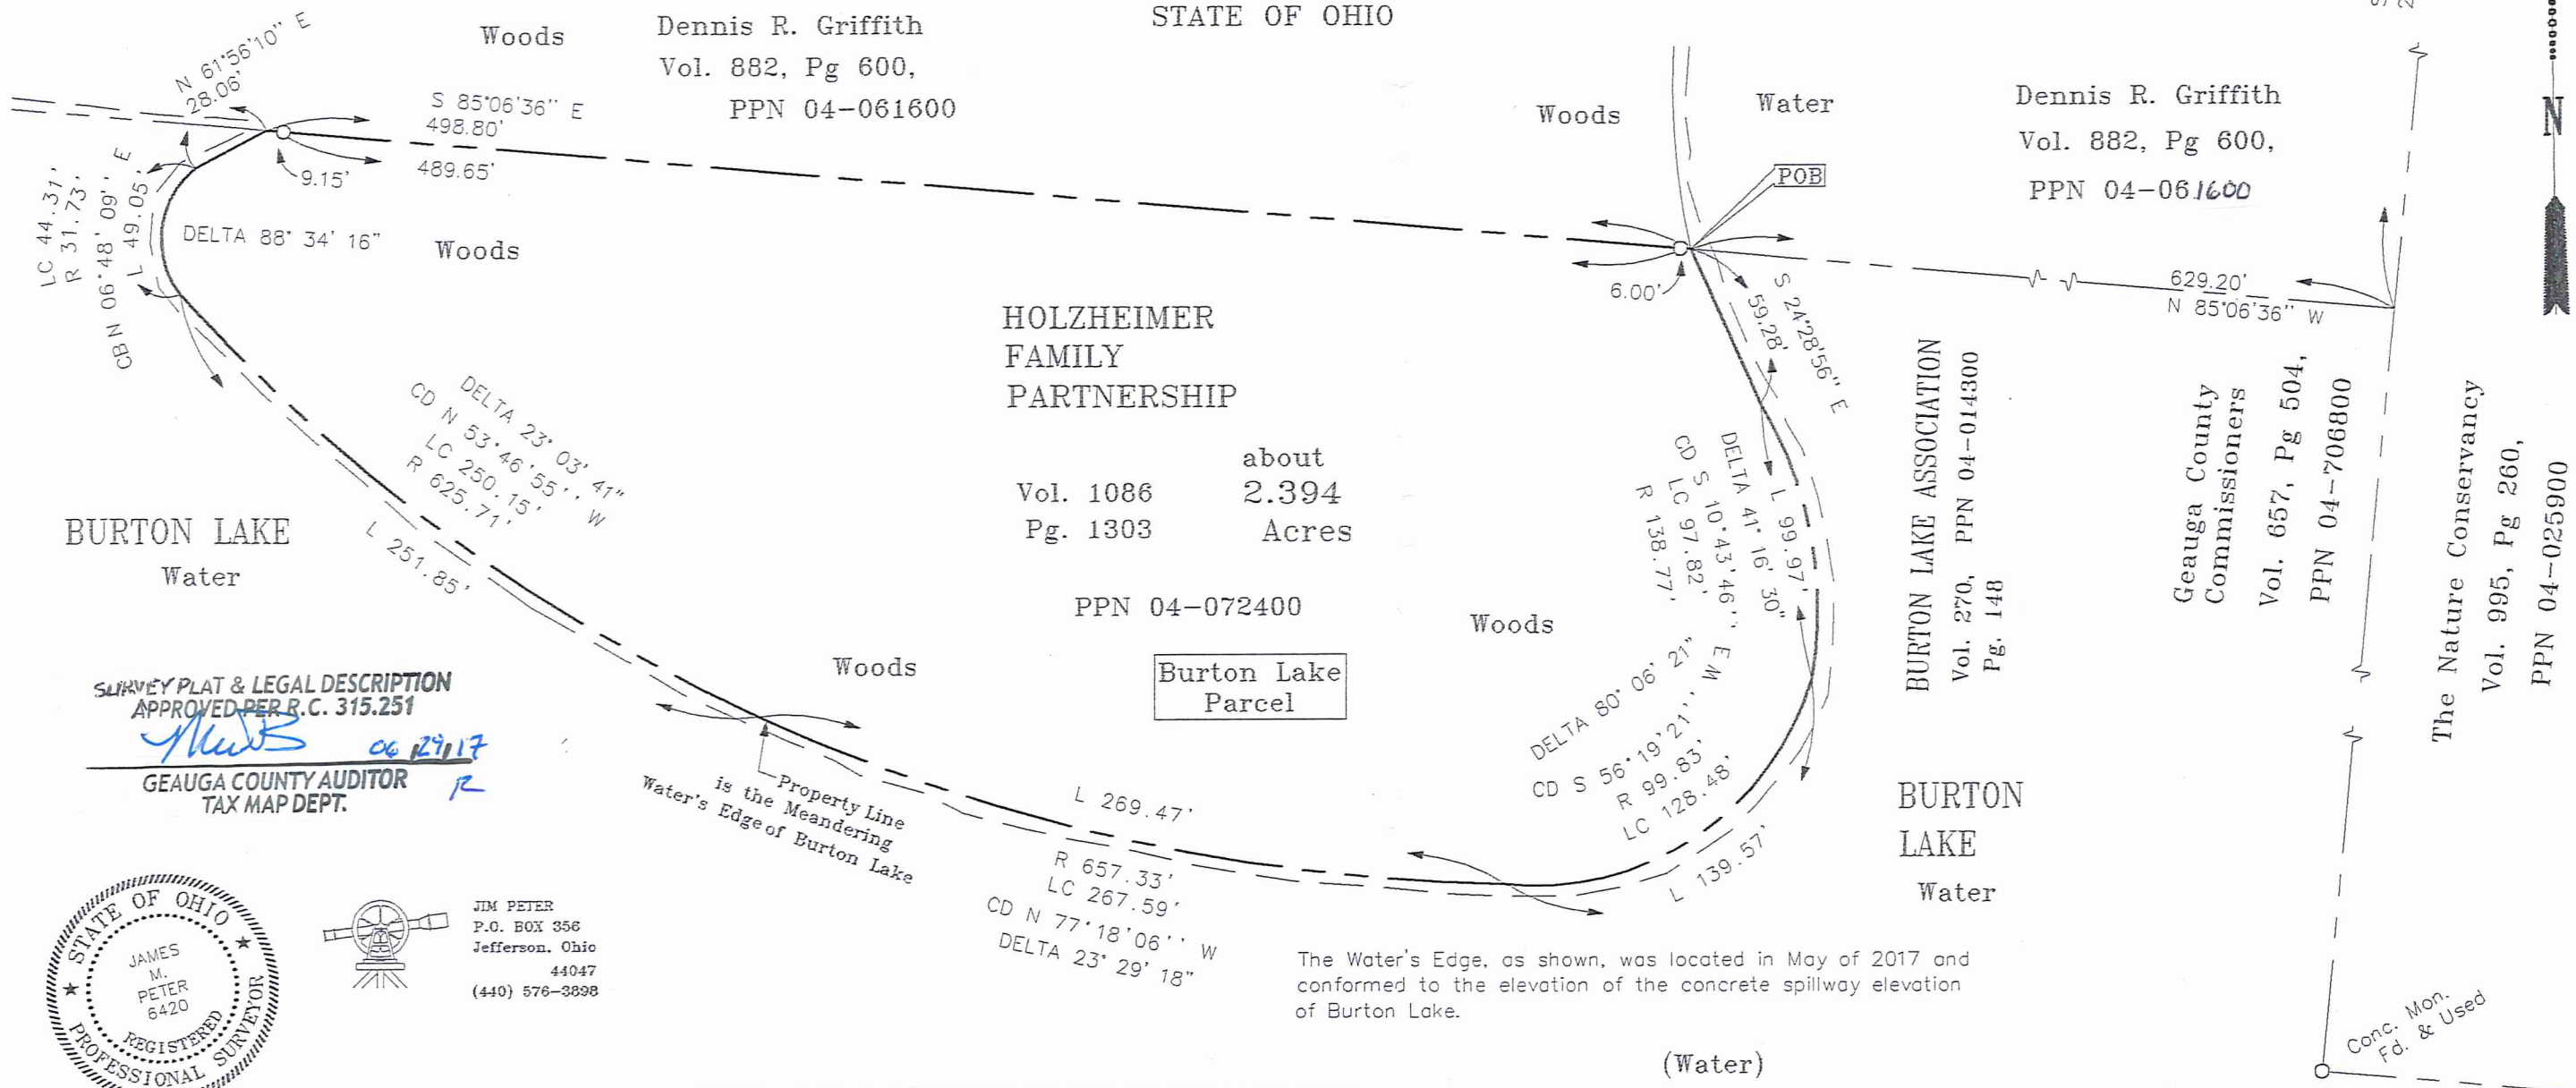 STATE OF OHIO
N 61°56'10" E
28.06'
Woods
Dennis R. Griffith
Vol. 882, Pg 600,
PPN 04-061600
S 85°06'36" E
498.80'
489.65'
9.15'
Woods
Water
POB
Dennis R. Griffith
Vol. 882, Pg 600,
PPN 04-061600
N
LC 44.31'
R 31.73'
CB N 06°48'09'' E
L 49.05'
DELTA 88° 34' 16"
Woods
6.00'
S 24°28'56" E
59.28'
629.20'
N 85°06'36" W
HOLZHEIMER
FAMILY
PARTNERSHIP
about
Vol. 1086 2.394
Pg. 1303 Acres
PPN 04-072400
Burton Lake
Parcel
DELTA 23° 03' 41"
CD N 53°46'55'' W
LC 250.15'
R 625.71'
L 251.85'
BURTON LAKE
Water
L 99.97'
DELTA 41° 16' 30"
CD S 10°43'46'' E
LC 97.82'
R 138.77'
Woods
Woods
DELTA 80° 06' 21"
CD S 56°19'21'' W
R 99.83'
LC 128.48'
L 139.57'
BURTON LAKE ASSOCIATION
Vol. 270, PPN 04-014300
Pg. 148
Geauga County
Commissioners
Vol. 657, Pg 504,
PPN 04-706800
The Nature Conservancy
Vol. 995, Pg 260,
PPN 04-025900
SURVEY PLAT & LEGAL DESCRIPTION
APPROVED PER R.C. 315.251
06 29 17
GEAUGA COUNTY AUDITOR
TAX MAP DEPT.
Property Line
is the Meandering
Water's Edge of Burton Lake
L 269.47'
R 657.33'
LC 267.59'
CD N 77°18'06'' W
DELTA 23° 29' 18"
BURTON
LAKE
Water
STATE OF OHIO
JAMES
M.
PETER
6420
REGISTERED
PROFESSIONAL SURVEYOR
JIM PETER
P.O. BOX 356
Jefferson, Ohio
44047
(440) 576-3898
The Water's Edge, as shown, was located in May of 2017 and
conformed to the elevation of the concrete spillway elevation
of Burton Lake.
(Water)
Conc. Mon.
Fd. & Used